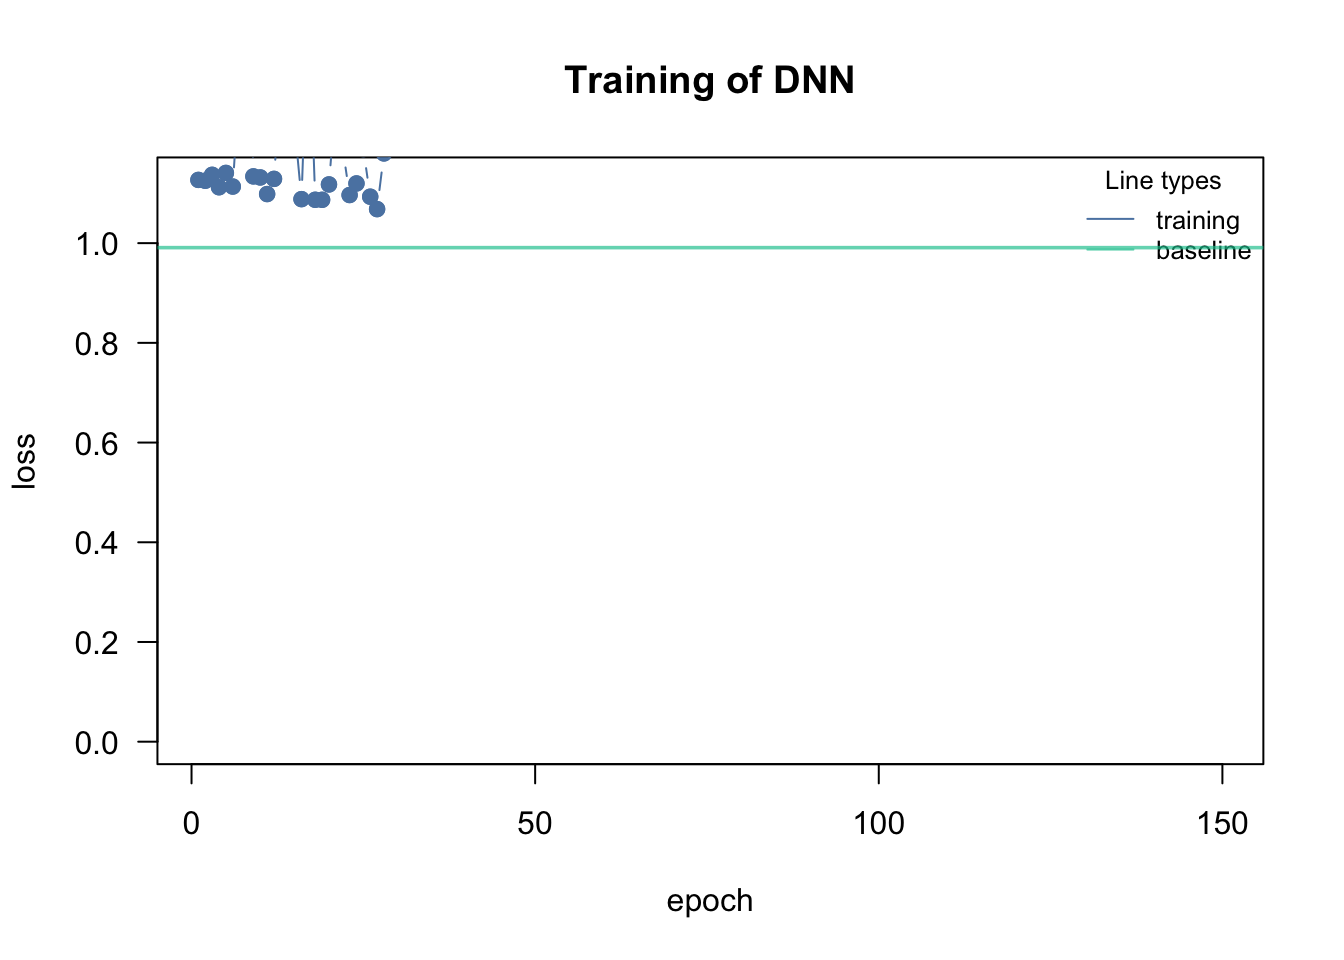 Training of DNN
Line types
training
baseline
1.0
0.8
0.6
0.4
0.2
0.0
loss
0 50 100 150
epoch